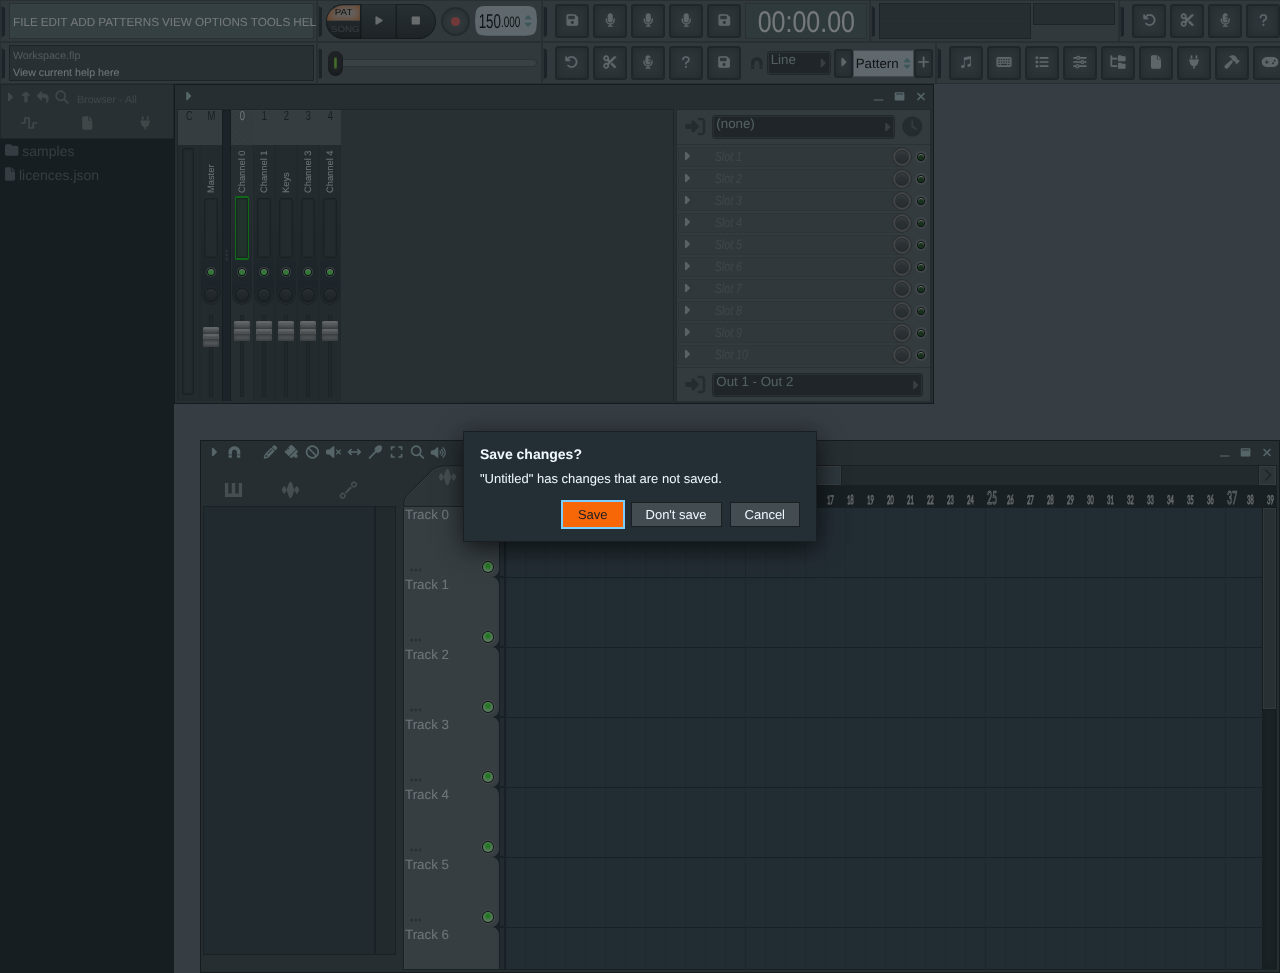 FILE EDIT ADD PATTERNS VIEW OPTIONS TOOLS HEL
PAT
SONG
150.000
00:00.00
?
Workspace.flp
View current help here
?
Line
Pattern
Browser - All
samples
licences.json
C M 0 1 2 3 4
Master
Channel 0
Channel 1
Keys
Channel 3
Channel 4
(none)
Slot 1
Slot 2
Slot 3
Slot 4
Slot 5
Slot 6
Slot 7
Slot 8
Slot 9
Slot 10
Out 1 - Out 2
Save changes?
"Untitled" has changes that are not saved.
Save Don't save Cancel
17 18 19 20 21 22 23 24 25 26 27 28 29 30 31 32 33 34 35 36 37 38 39
Track 0
Track 1
Track 2
Track 3
Track 4
Track 5
Track 6